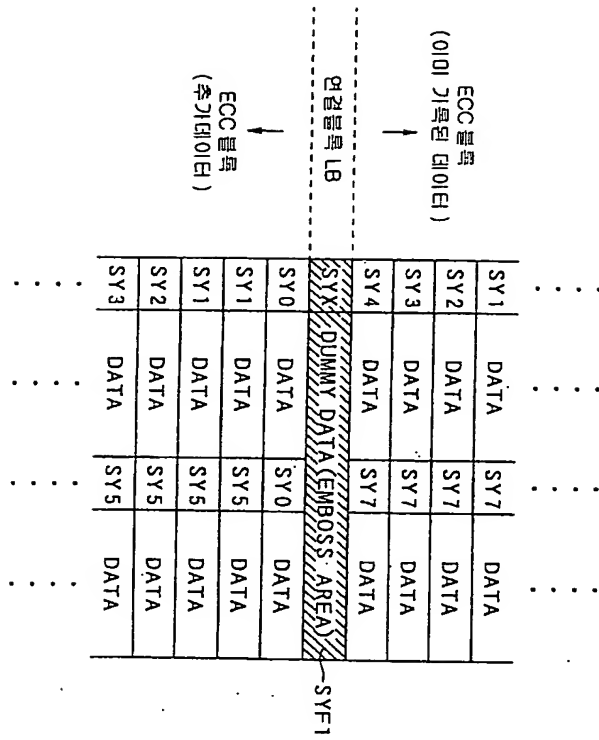 ECC 블록
(이미 기록된 데이터)
연결블록 LB
ECC 블록
(추가데이터)
SY1 DATA SY7 DATA
SY2 DATA SY7 DATA
SY3 DATA SY7 DATA
SY4 DATA SY7 DATA
SYX DUMMY DATA (EMBOSS AREA)
SYF1
SY0 DATA SY0 DATA
SY1 DATA SY5 DATA
SY1 DATA SY5 DATA
SY2 DATA SY5 DATA
SY3 DATA SY5 DATA